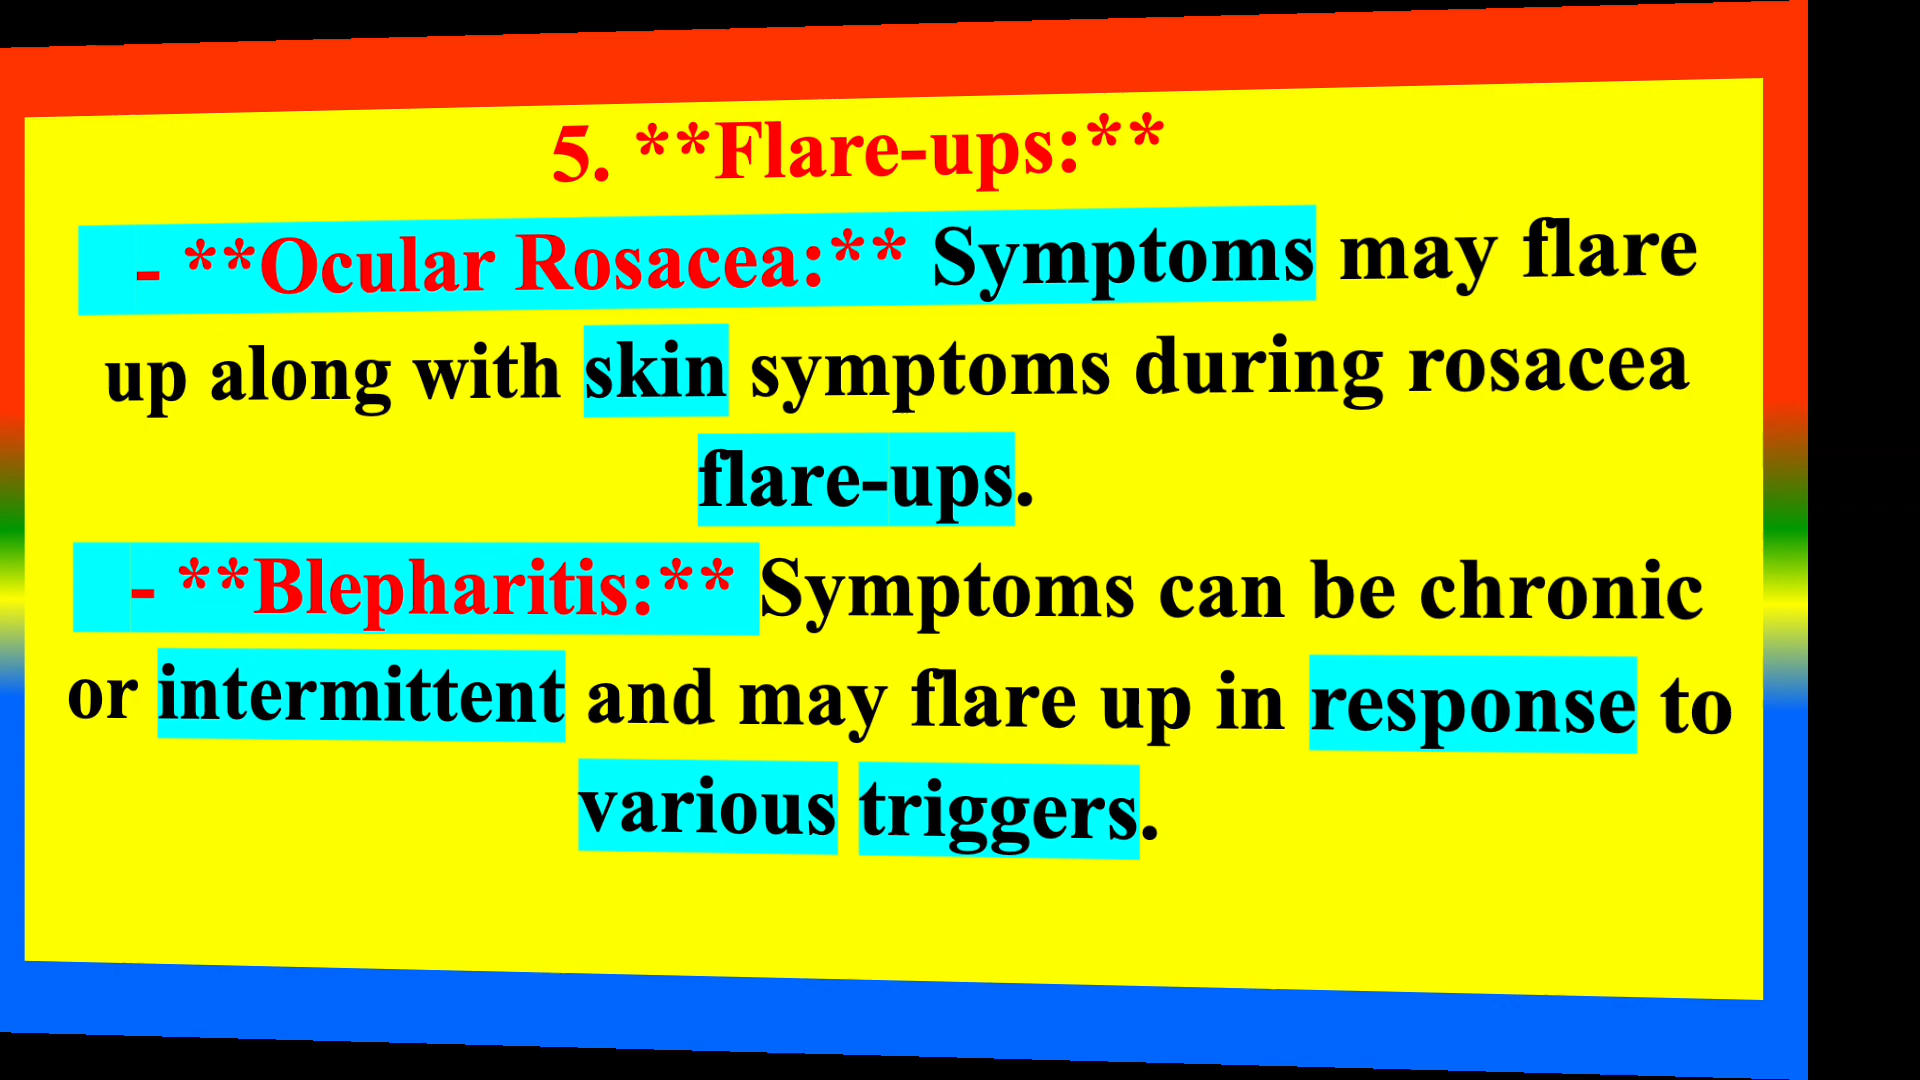 5. **Flare-ups:**
- **Ocular Rosacea:** Symptoms may flare
up along with skin symptoms during rosacea
flare-ups.
- **Blepharitis:** Symptoms can be chronic
or intermittent and may flare up in response to
various triggers.